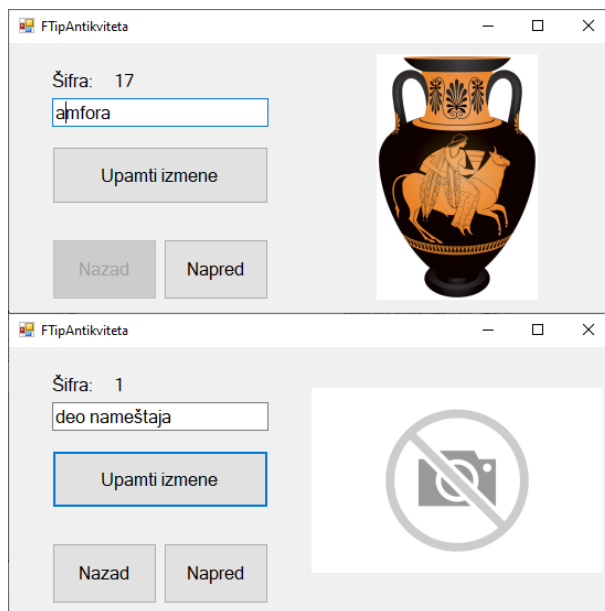 FTipAntikviteta
Šifra: 17
amfora
Upamti izmene
Nazad Napred
FTipAntikviteta
Šifra: 1
deo nameštaja
Upamti izmene
Nazad Napred